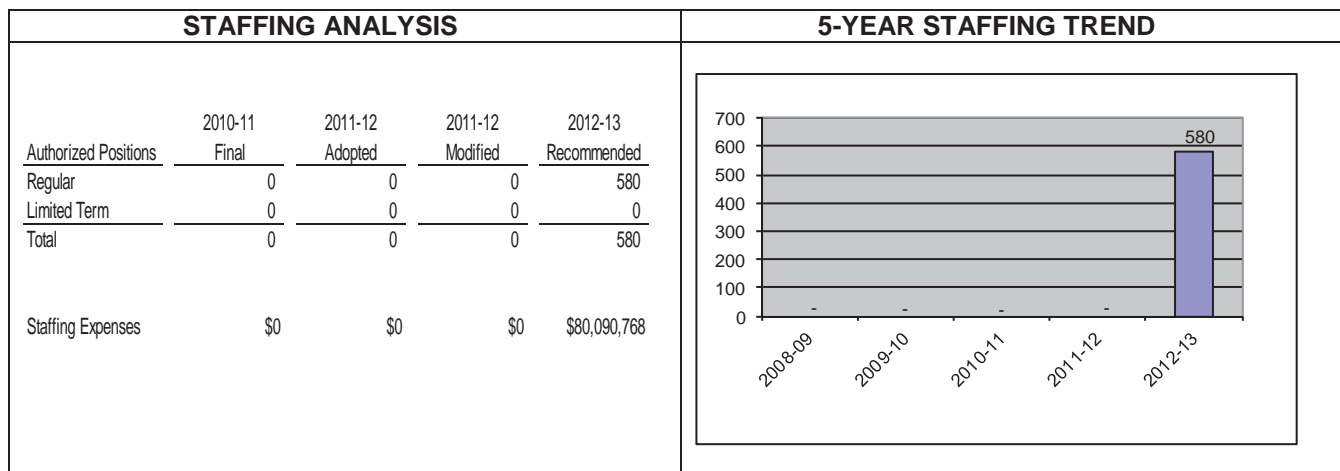 STAFFING ANALYSIS
5-YEAR STAFFING TREND
2010-11 2011-12 2011-12 2012-13
Authorized Positions Final Adopted Modified Recommended
Regular 0 0 0 580
Limited Term 0 0 0 0
Total 0 0 0 580
Staffing Expenses $0 $0 $0 $80,090,768
700
600
500
400
300
200
100
0
- - - - 580
2008-09 2009-10 2010-11 2011-12 2012-13